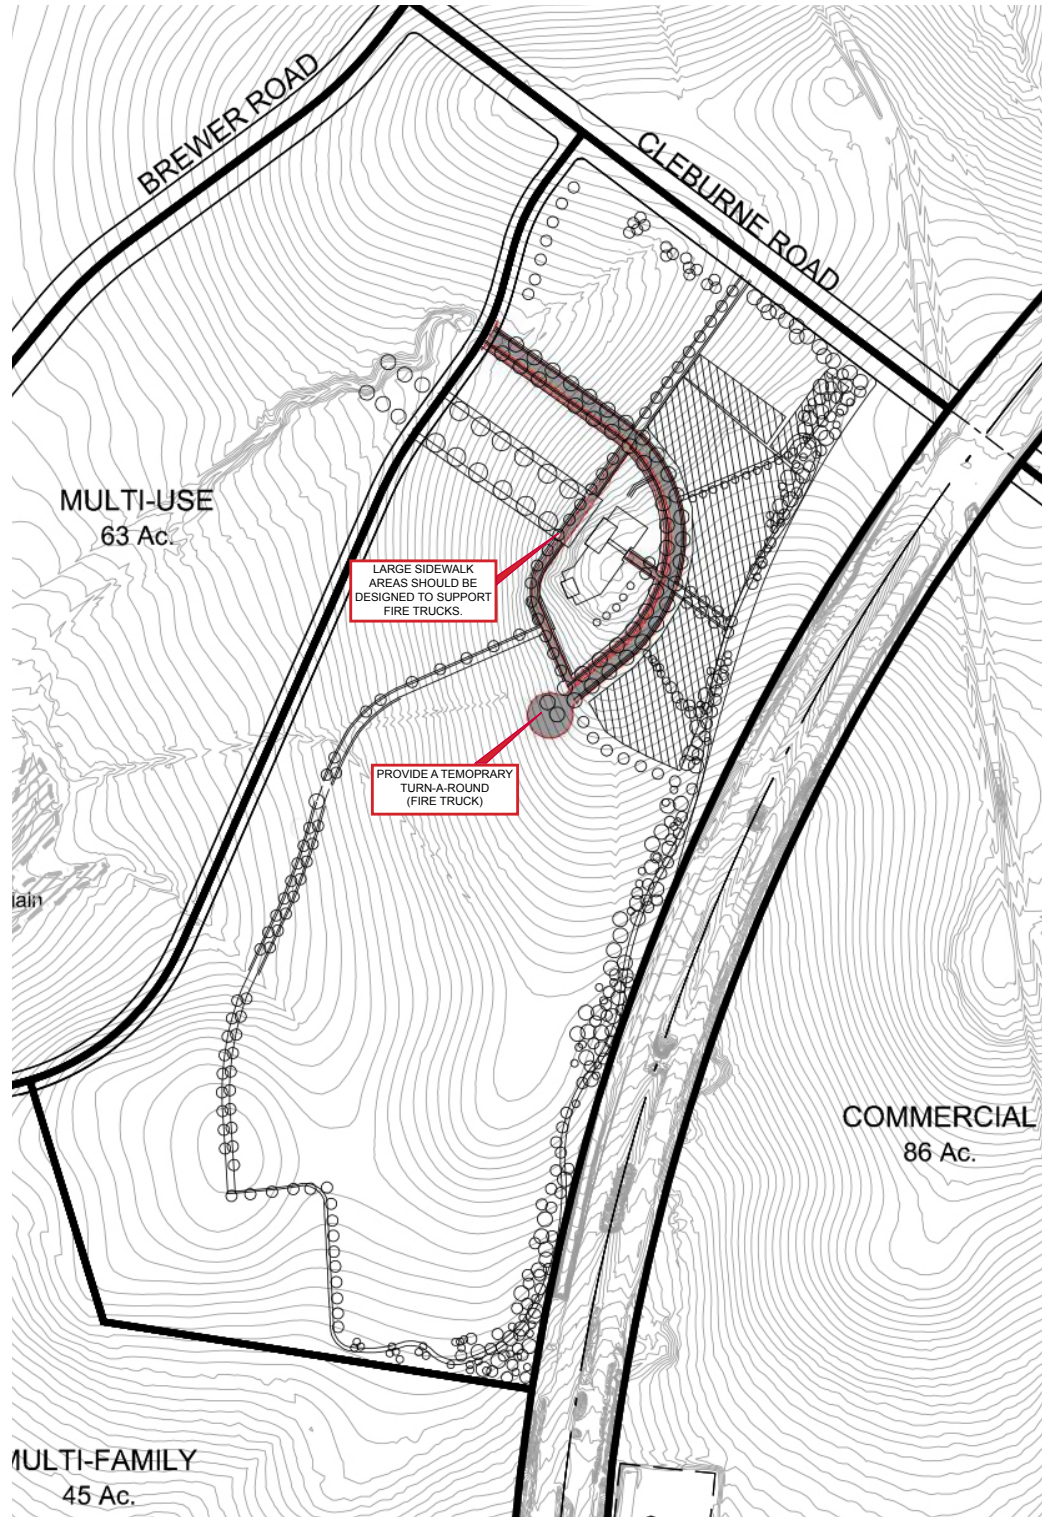 BREWER ROAD
CLEBURNE ROAD
MULTI-USE
63 Ac.
LARGE SIDEWALK
AREAS SHOULD BE
DESIGNED TO SUPPORT
FIRE TRUCKS.
PROVIDE A TEMOPRARY
TURN-A-ROUND
(FIRE TRUCK)
lain
COMMERCIAL
86 Ac.
MULTI-FAMILY
45 Ac.